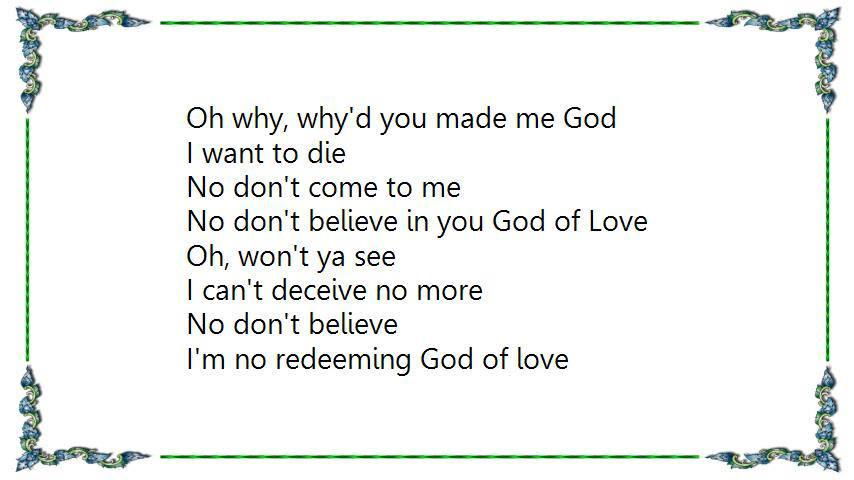 Oh why, why'd you made me God
I want to die
No don't come to me
No don't believe in you God of Love
Oh, won't ya see
I can't deceive no more
No don't believe
I'm no redeeming God of love